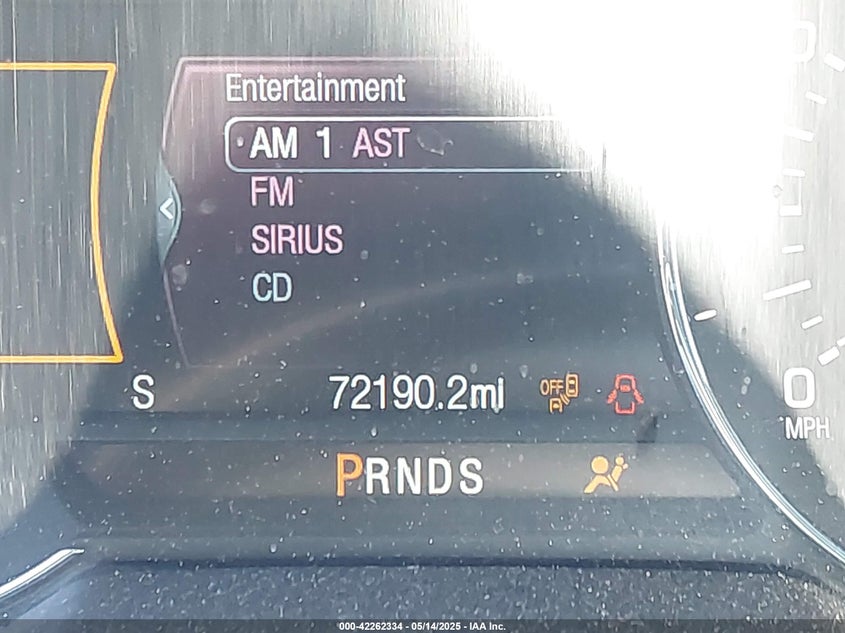 Entertainment
AM 1 AST
FM
SIRIUS
CD
S 72190.2mi OFF
0
MPH
PRNDS
000-42262334 - 05/14/2025 - IAA Inc.